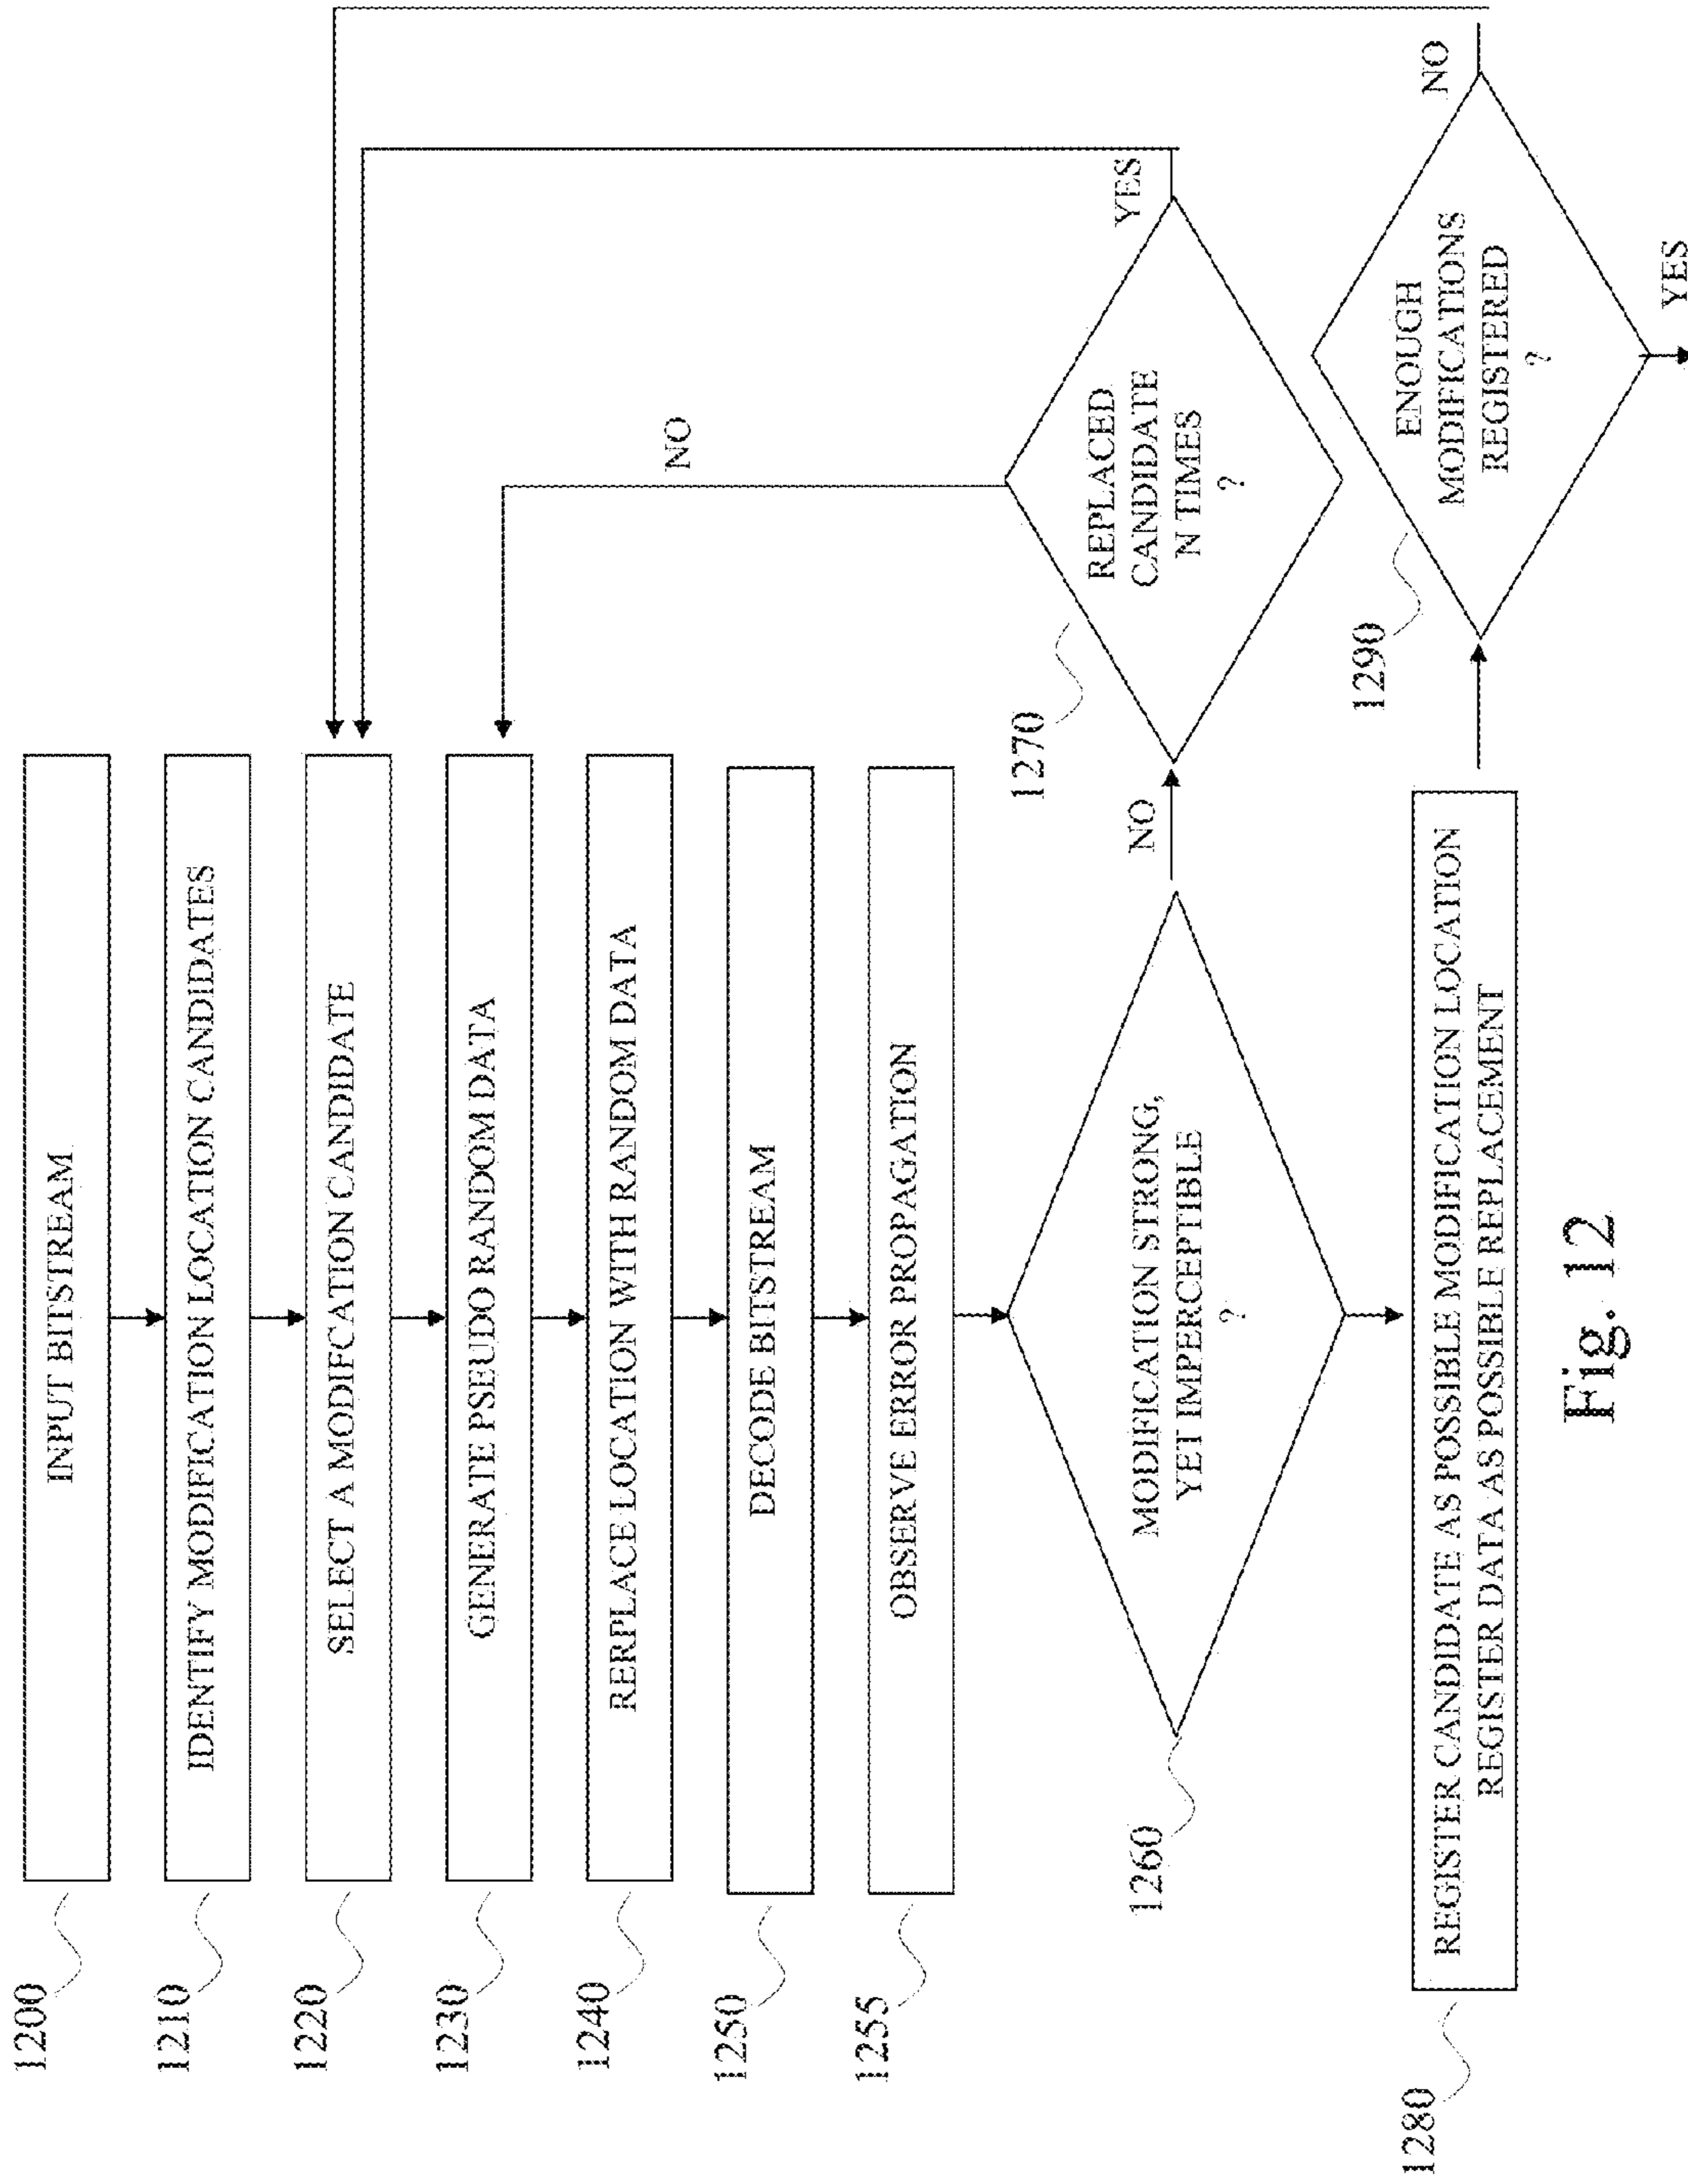 1200
INPUT BITSTREAM
1210
IDENTIFY MODIFICATION LOCATION CANDIDATES
1220
SELECT A MODIFCATION CANDIDATE
1230
GENERATE PSEUDO RANDOM DATA
1240
RERPLACE LOCATION WITH RANDOM DATA
1250
DECODE BITSTREAM
1255
OBSERVE ERROR PROPAGATION
1260
MODIFICATION STRONG,
YET IMPERCEPTIBLE
?
NO
1270
REPLACED
CANDIDATE
N TIMES
?
NO
YES
1280
REGISTER CANDIDATE AS POSSIBLE MODIFICATION LOCATION
REGISTER DATA AS POSSIBLE REPLACEMENT
1290
ENOUGH
MODIFICATIONS
REGISTERED
?
NO
YES
Fig. 12